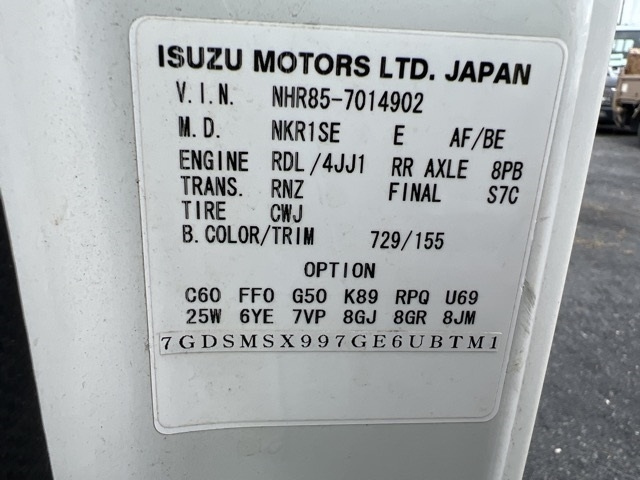 ISUZU MOTORS LTD. JAPAN
V.I.N. NHR85-7014902
M.D. NKR1SE E AF/BE
ENGINE RDL/4JJ1 RR AXLE 8PB
TRANS. RNZ FINAL S7C
TIRE CWJ
B.COLOR/TRIM 729/155
OPTION
C60 FF0 G50 K89 RPQ U69
25W 6YE 7VP 8GJ 8GR 8JM
7GDSMSX997GE6UBTM1